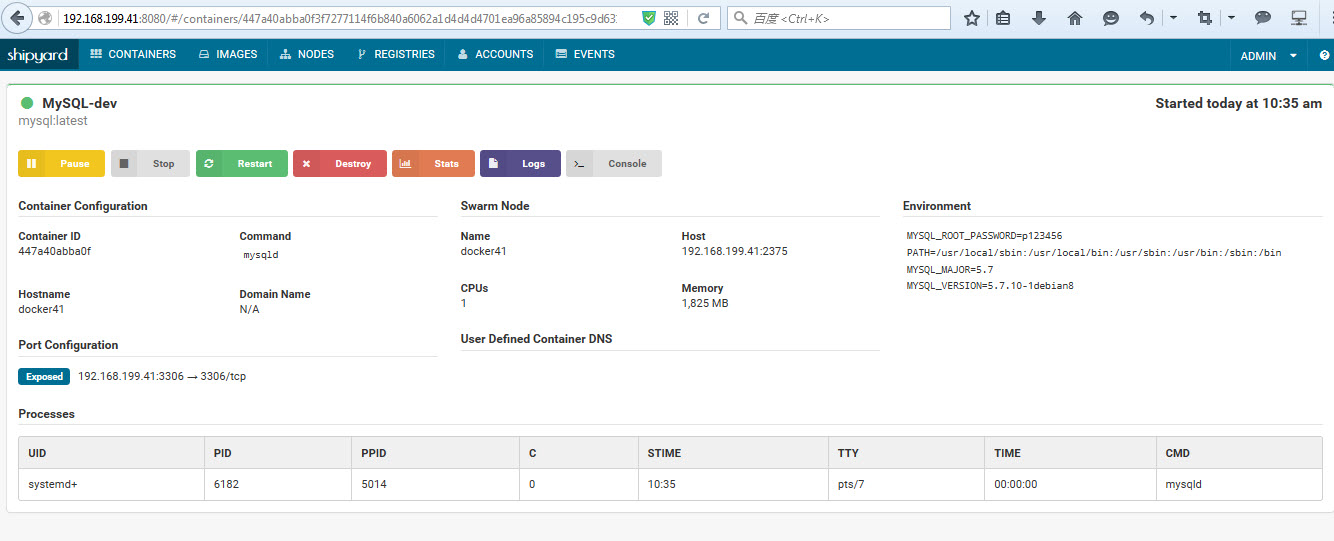 192.168.199.41:8080/#/containers/447a40abba0f3f7277114f6b840a6062a1d4d4d4701ea96a85894c195c9d63
百度 <Ctrl+K>
shipyard CONTAINERS IMAGES NODES REGISTRIES ACCOUNTS EVENTS ADMIN
MySQL-dev Started today at 10:35 am
mysql:latest
Pause Stop Restart Destroy Stats Logs Console
Container Configuration Swarm Node Environment
Container ID Command Name Host MYSQL_ROOT_PASSWORD=p123456
447a40abba0f mysqld docker41 192.168.199.41:2375 PATH=/usr/local/sbin:/usr/local/bin:/usr/sbin:/usr/bin:/sbin:/bin
MYSQL_MAJOR=5.7
MYSQL_VERSION=5.7.10-1debian8
Hostname Domain Name CPUs Memory
docker41 N/A 1 1,825 MB
Port Configuration User Defined Container DNS
Exposed 192.168.199.41:3306 → 3306/tcp
Processes
UID PID PPID C STIME TTY TIME CMD
systemd+ 6182 5014 0 10:35 pts/7 00:00:00 mysqld